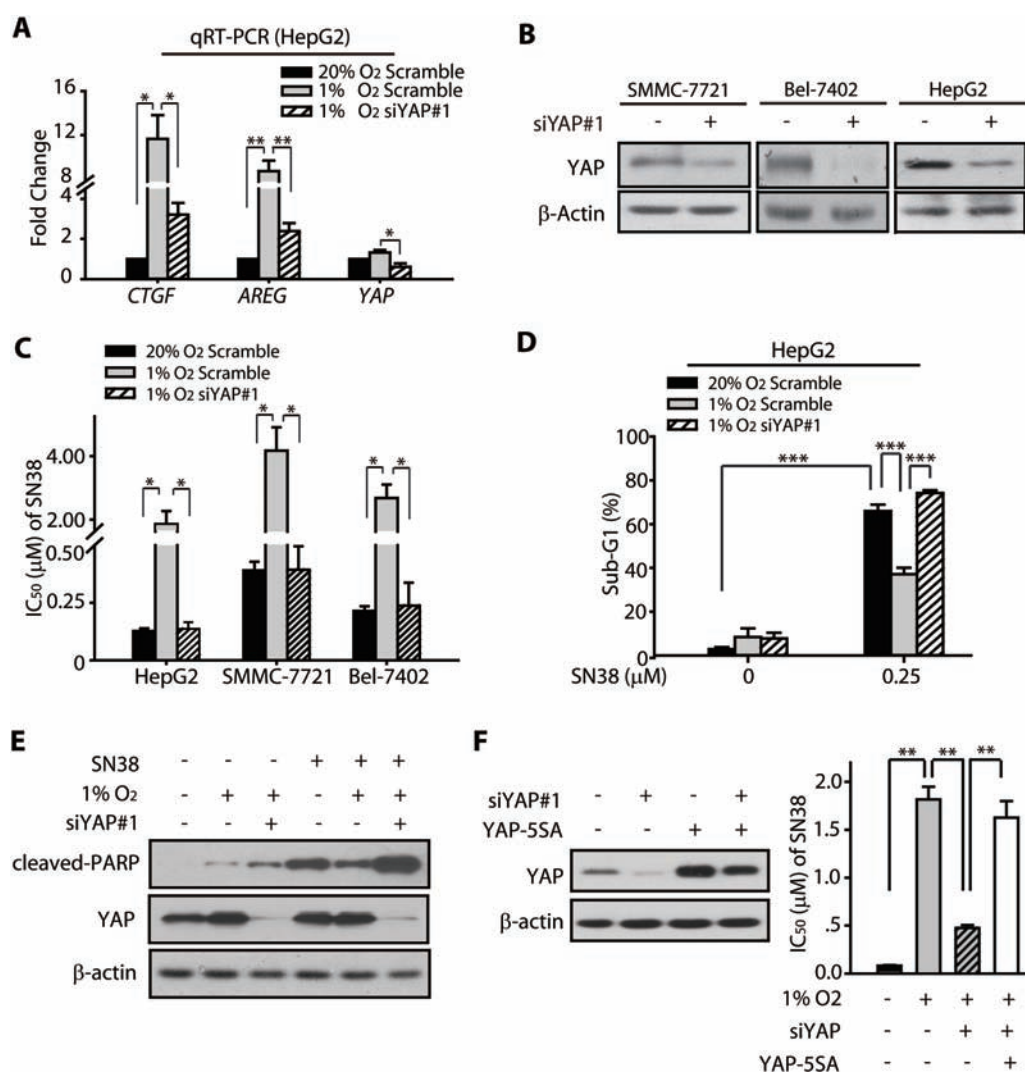 A
qRT-PCR (HepG2)
20% O2 Scramble
1% O2 Scramble
1% O2 siYAP#1
Fold Change
16
12
8
4
2
0
* *
** **
*
CTGF AREG YAP
B
SMMC-7721 Bel-7402 HepG2
siYAP#1 - + - + - +
YAP
β-Actin
C
20% O2 Scramble
1% O2 Scramble
1% O2 siYAP#1
IC50 (μM) of SN38
4.00
2.00
0.50
0.25
0
* *
* *
* *
HepG2 SMMC-7721 Bel-7402
D
HepG2
20% O2 Scramble
1% O2 Scramble
1% O2 siYAP#1
Sub-G1 (%)
100
80
60
40
20
0
*** *** ***
SN38 (μM) 0 0.25
E
SN38 - - - + + +
1% O2 - + + - + +
siYAP#1 - - + - - +
cleaved-PARP
YAP
β-actin
F
siYAP#1 - + - +
YAP-5SA - - + +
YAP
β-actin
IC50 (μM) of SN38
2.0
1.5
1.0
.5
0.0
** ** **
1% O2 - + + +
siYAP - - + +
YAP-5SA - - - +